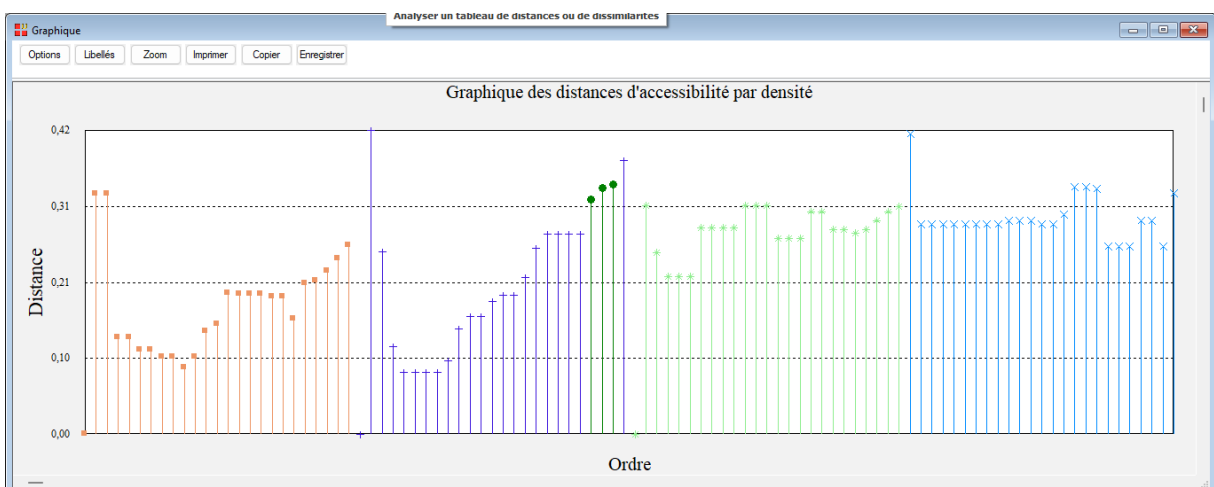 Analyser un tableau de distances ou de dissimilarités
Graphique
Options Libellés Zoom Imprimer Copier Enregistrer
Graphique des distances d'accessibilité par densité
0,42
0,31
0,21
0,10
0,00
Distance
Ordre